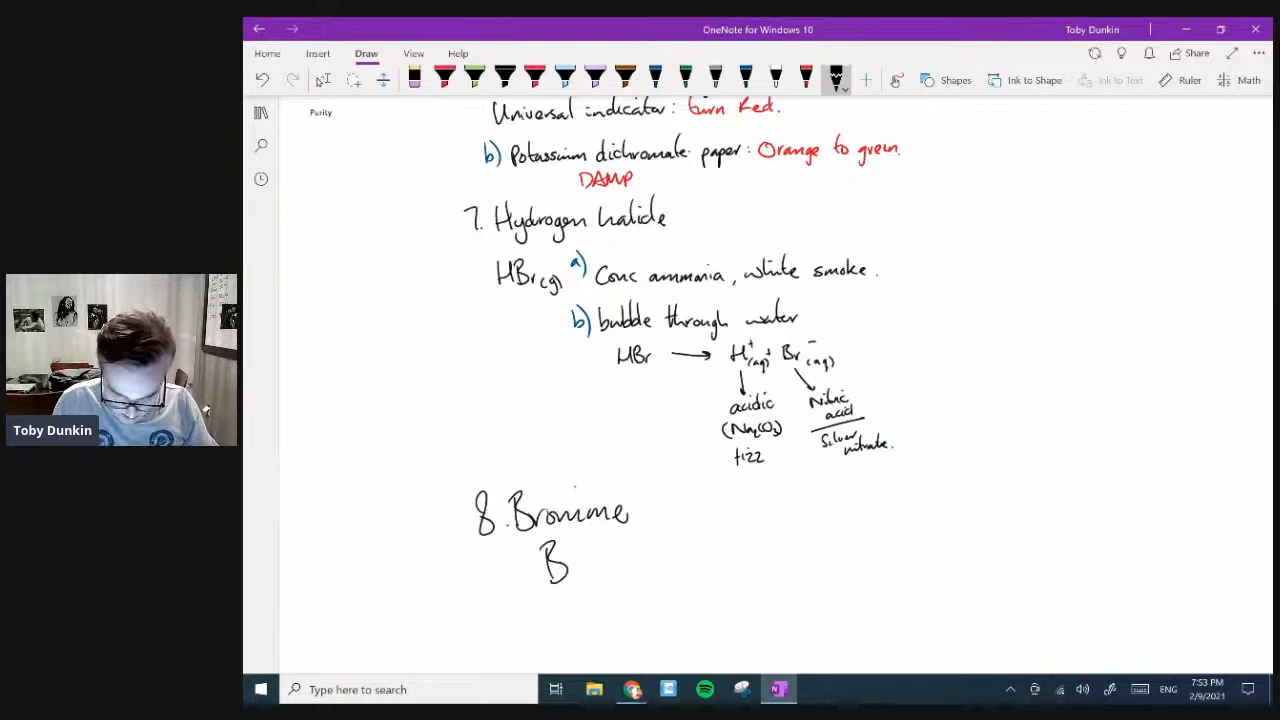 OneNote for Windows 10
Toby Dunkin
Home Insert Draw View Help
Share
Shapes Ink to Shape Ink to Text Ruler Math
Purity
Universal indicator: turn Red.
b) Potassium dichromate paper: Orange to green.
DAMP
7. Hydrogen halide
HBr(g) a) Conc ammonia, white smoke.
b) bubble through water
HBr → H+(aq) + Br-(aq)
acidic Nitric
(Na2CO3) acid
fizz Silver
nitrate.
Toby Dunkin
8. Bromine
B
Type here to search
ENG
7:53 PM
2/9/2021